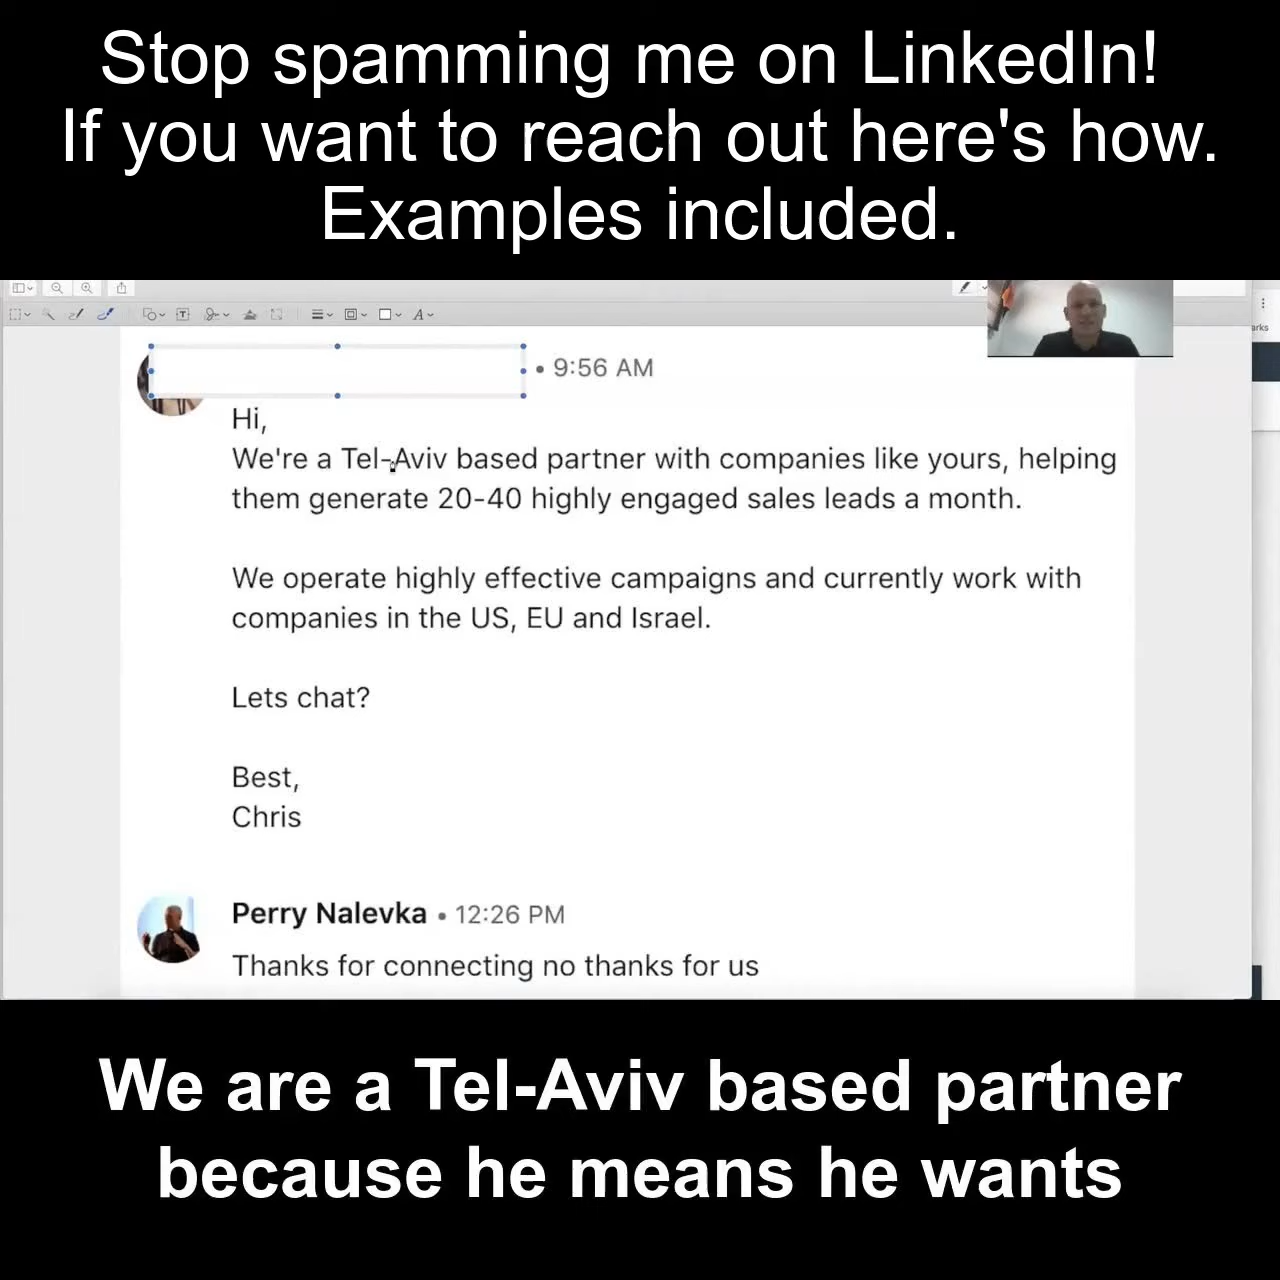 Stop spamming me on LinkedIn!
If you want to reach out here's how.
Examples included.
• 9:56 AM
Hi,
We're a Tel-Aviv based partner with companies like yours, helping
them generate 20-40 highly engaged sales leads a month.
We operate highly effective campaigns and currently work with
companies in the US, EU and Israel.
Lets chat?
Best,
Chris
Perry Nalevka • 12:26 PM
Thanks for connecting no thanks for us
We are a Tel-Aviv based partner
because he means he wants